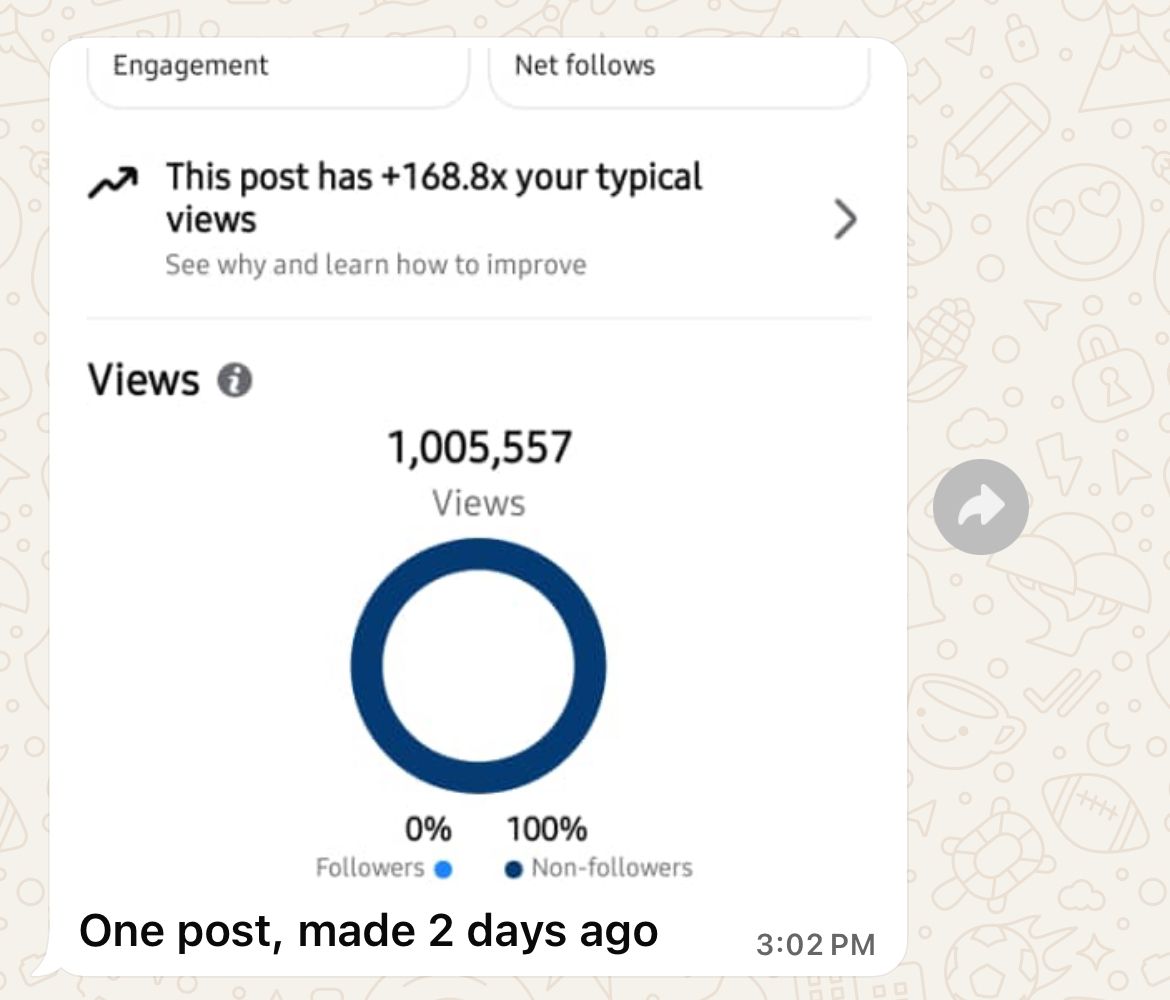 Engagement
Net follows
This post has +168.8x your typical
views
See why and learn how to improve
Views
1,005,557
Views
0% 100%
Followers Non-followers
One post, made 2 days ago
3:02 PM